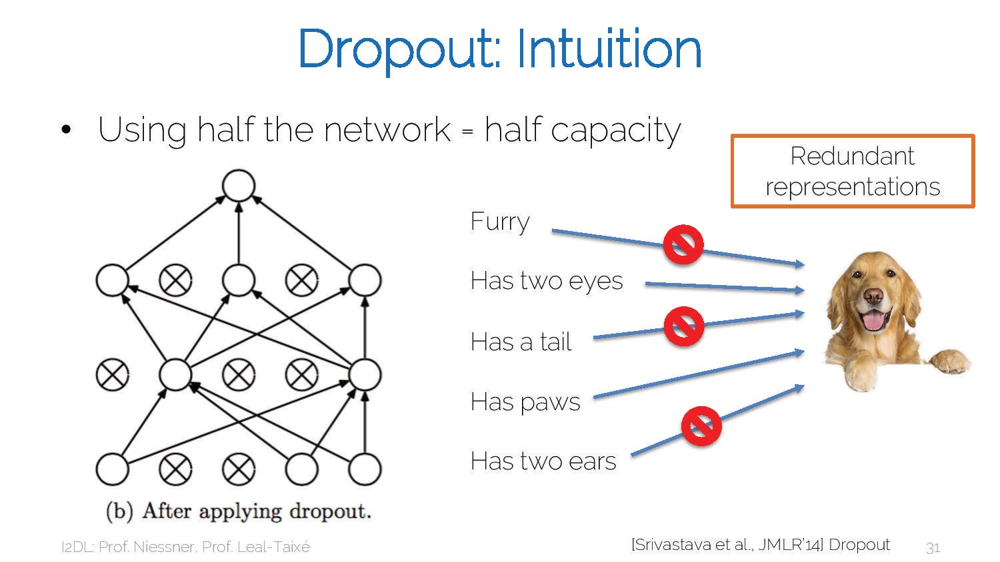 Dropout: Intuition
• Using half the network = half capacity
Redundant
representations
Furry
Has two eyes
Has a tail
Has paws
Has two ears
(b) After applying dropout.
I2DL: Prof. Niessner, Prof. Leal-Taixé
[Srivastava et al., JMLR'14] Dropout
31